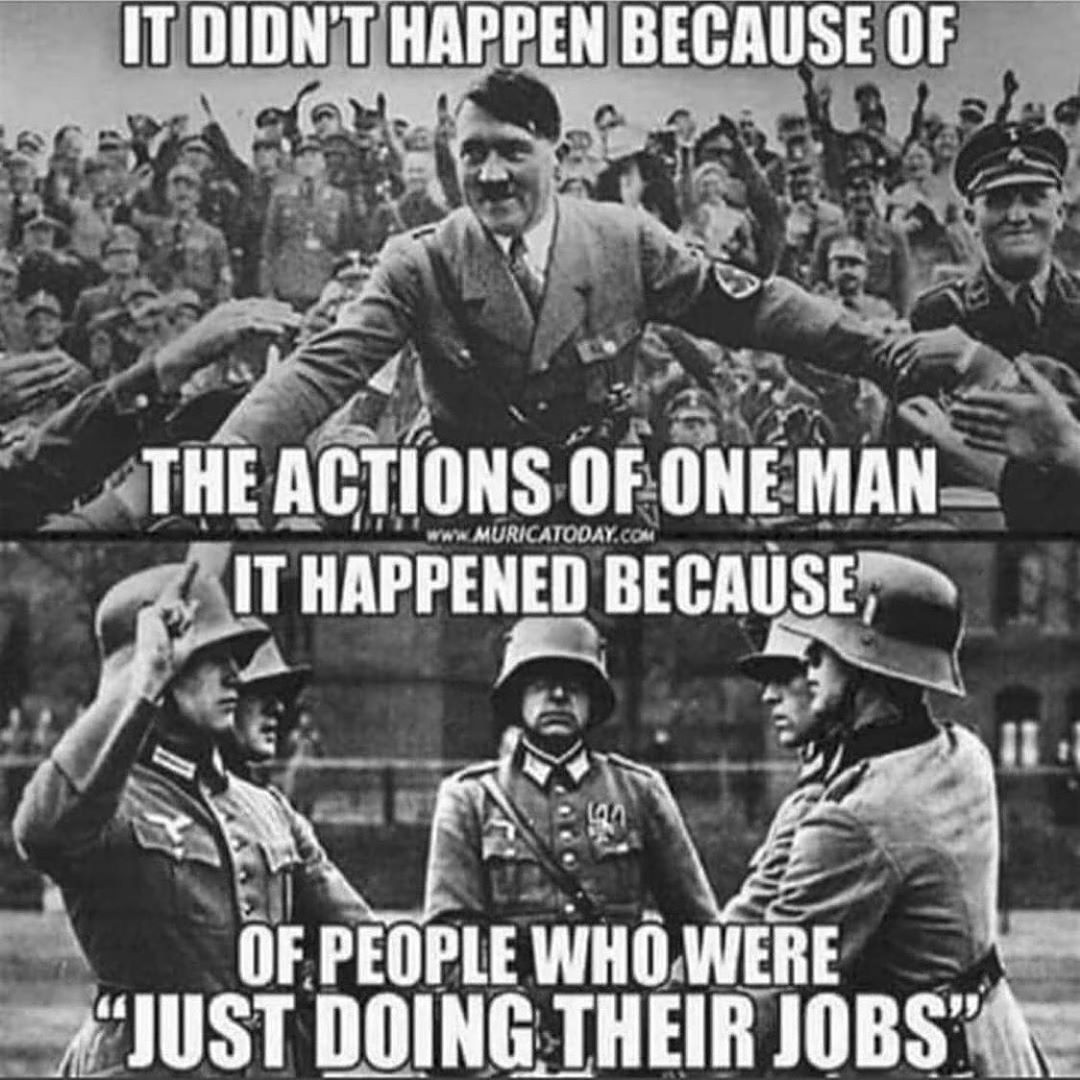 IT DIDN'T HAPPEN BECAUSE OF
THE ACTIONS OF ONE MAN
WWW.MURICATODAY.COM
IT HAPPENED BECAUSE
OF PEOPLE WHO WERE
"JUST DOING THEIR JOBS"